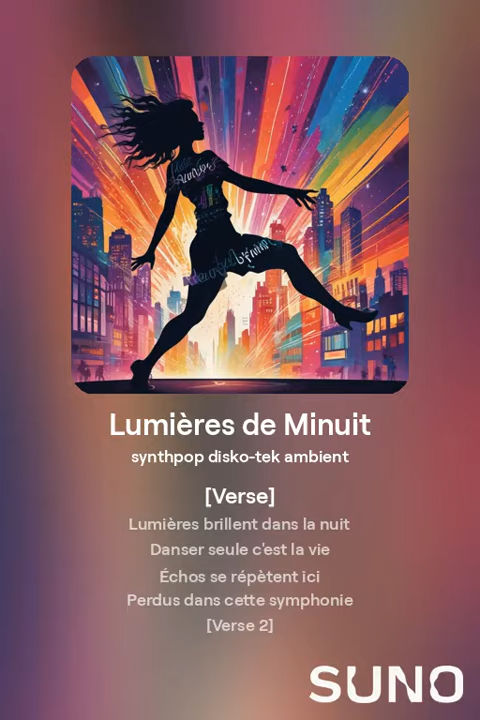 Lumières de Minuit
synthpop disko-tek ambient
[Verse]
Lumières brillent dans la nuit
Danser seule c'est la vie
Échos se répètent ici
Perdus dans cette symphonie
[Verse 2]
SUNO